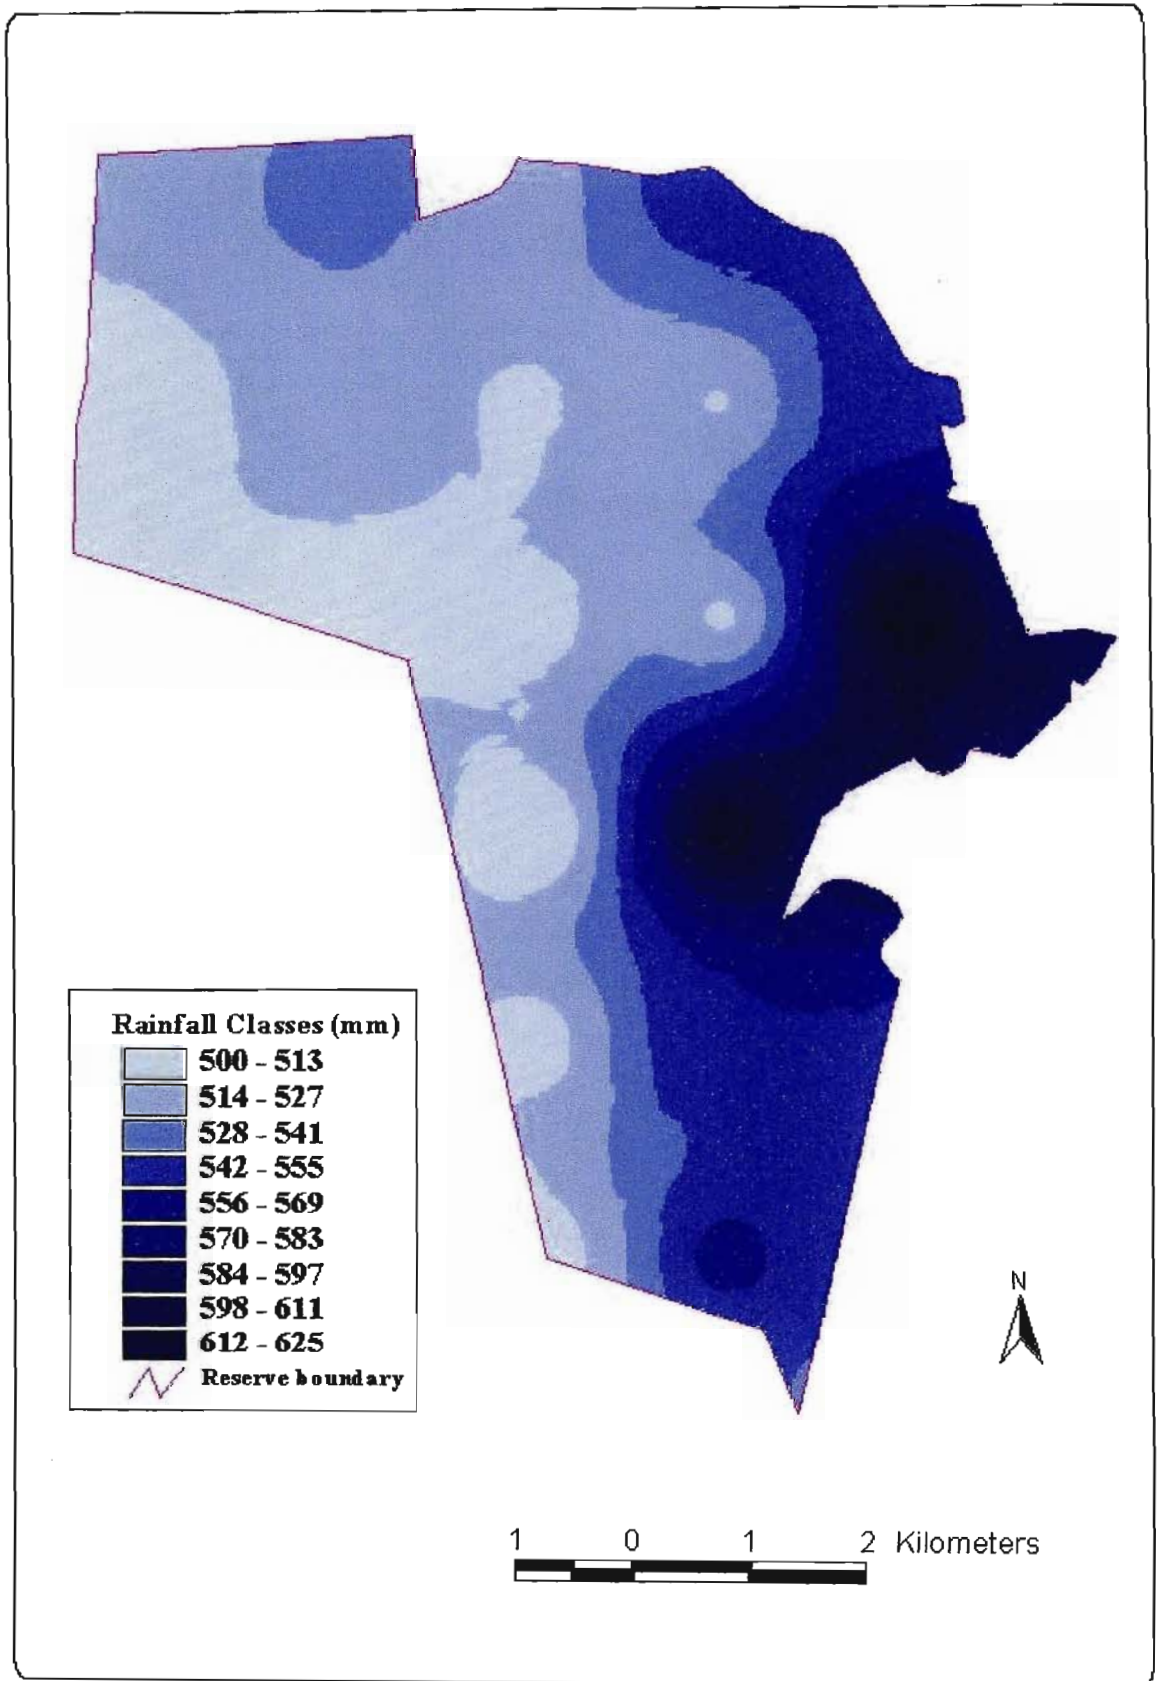 Rainfall Classes (mm)
500 - 513
514 - 527
528 - 541
542 - 555
556 - 569
570 - 583
584 - 597
598 - 611
612 - 625
Reserve boundary
N
1 0 1 2 Kilometers